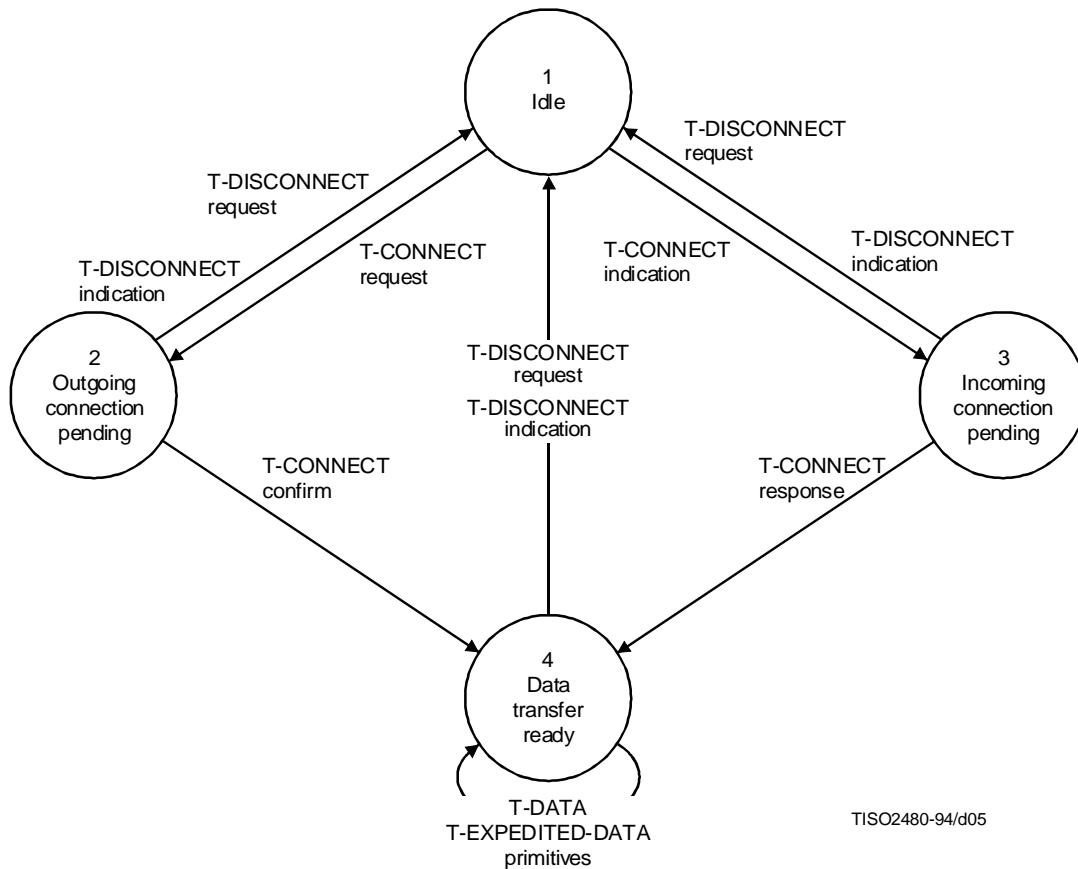 1
Idle
T-DISCONNECT
request
T-DISCONNECT
request
T-CONNECT
request
T-CONNECT
indication
T-DISCONNECT
indication
T-DISCONNECT
indication
2
Outgoing
connection
pending
T-DISCONNECT
request
T-DISCONNECT
indication
3
Incoming
connection
pending
T-CONNECT
confirm
T-CONNECT
response
4
Data
transfer
ready
T-DATA
T-EXPEDITED-DATA
primitives
TISO2480-94/d05